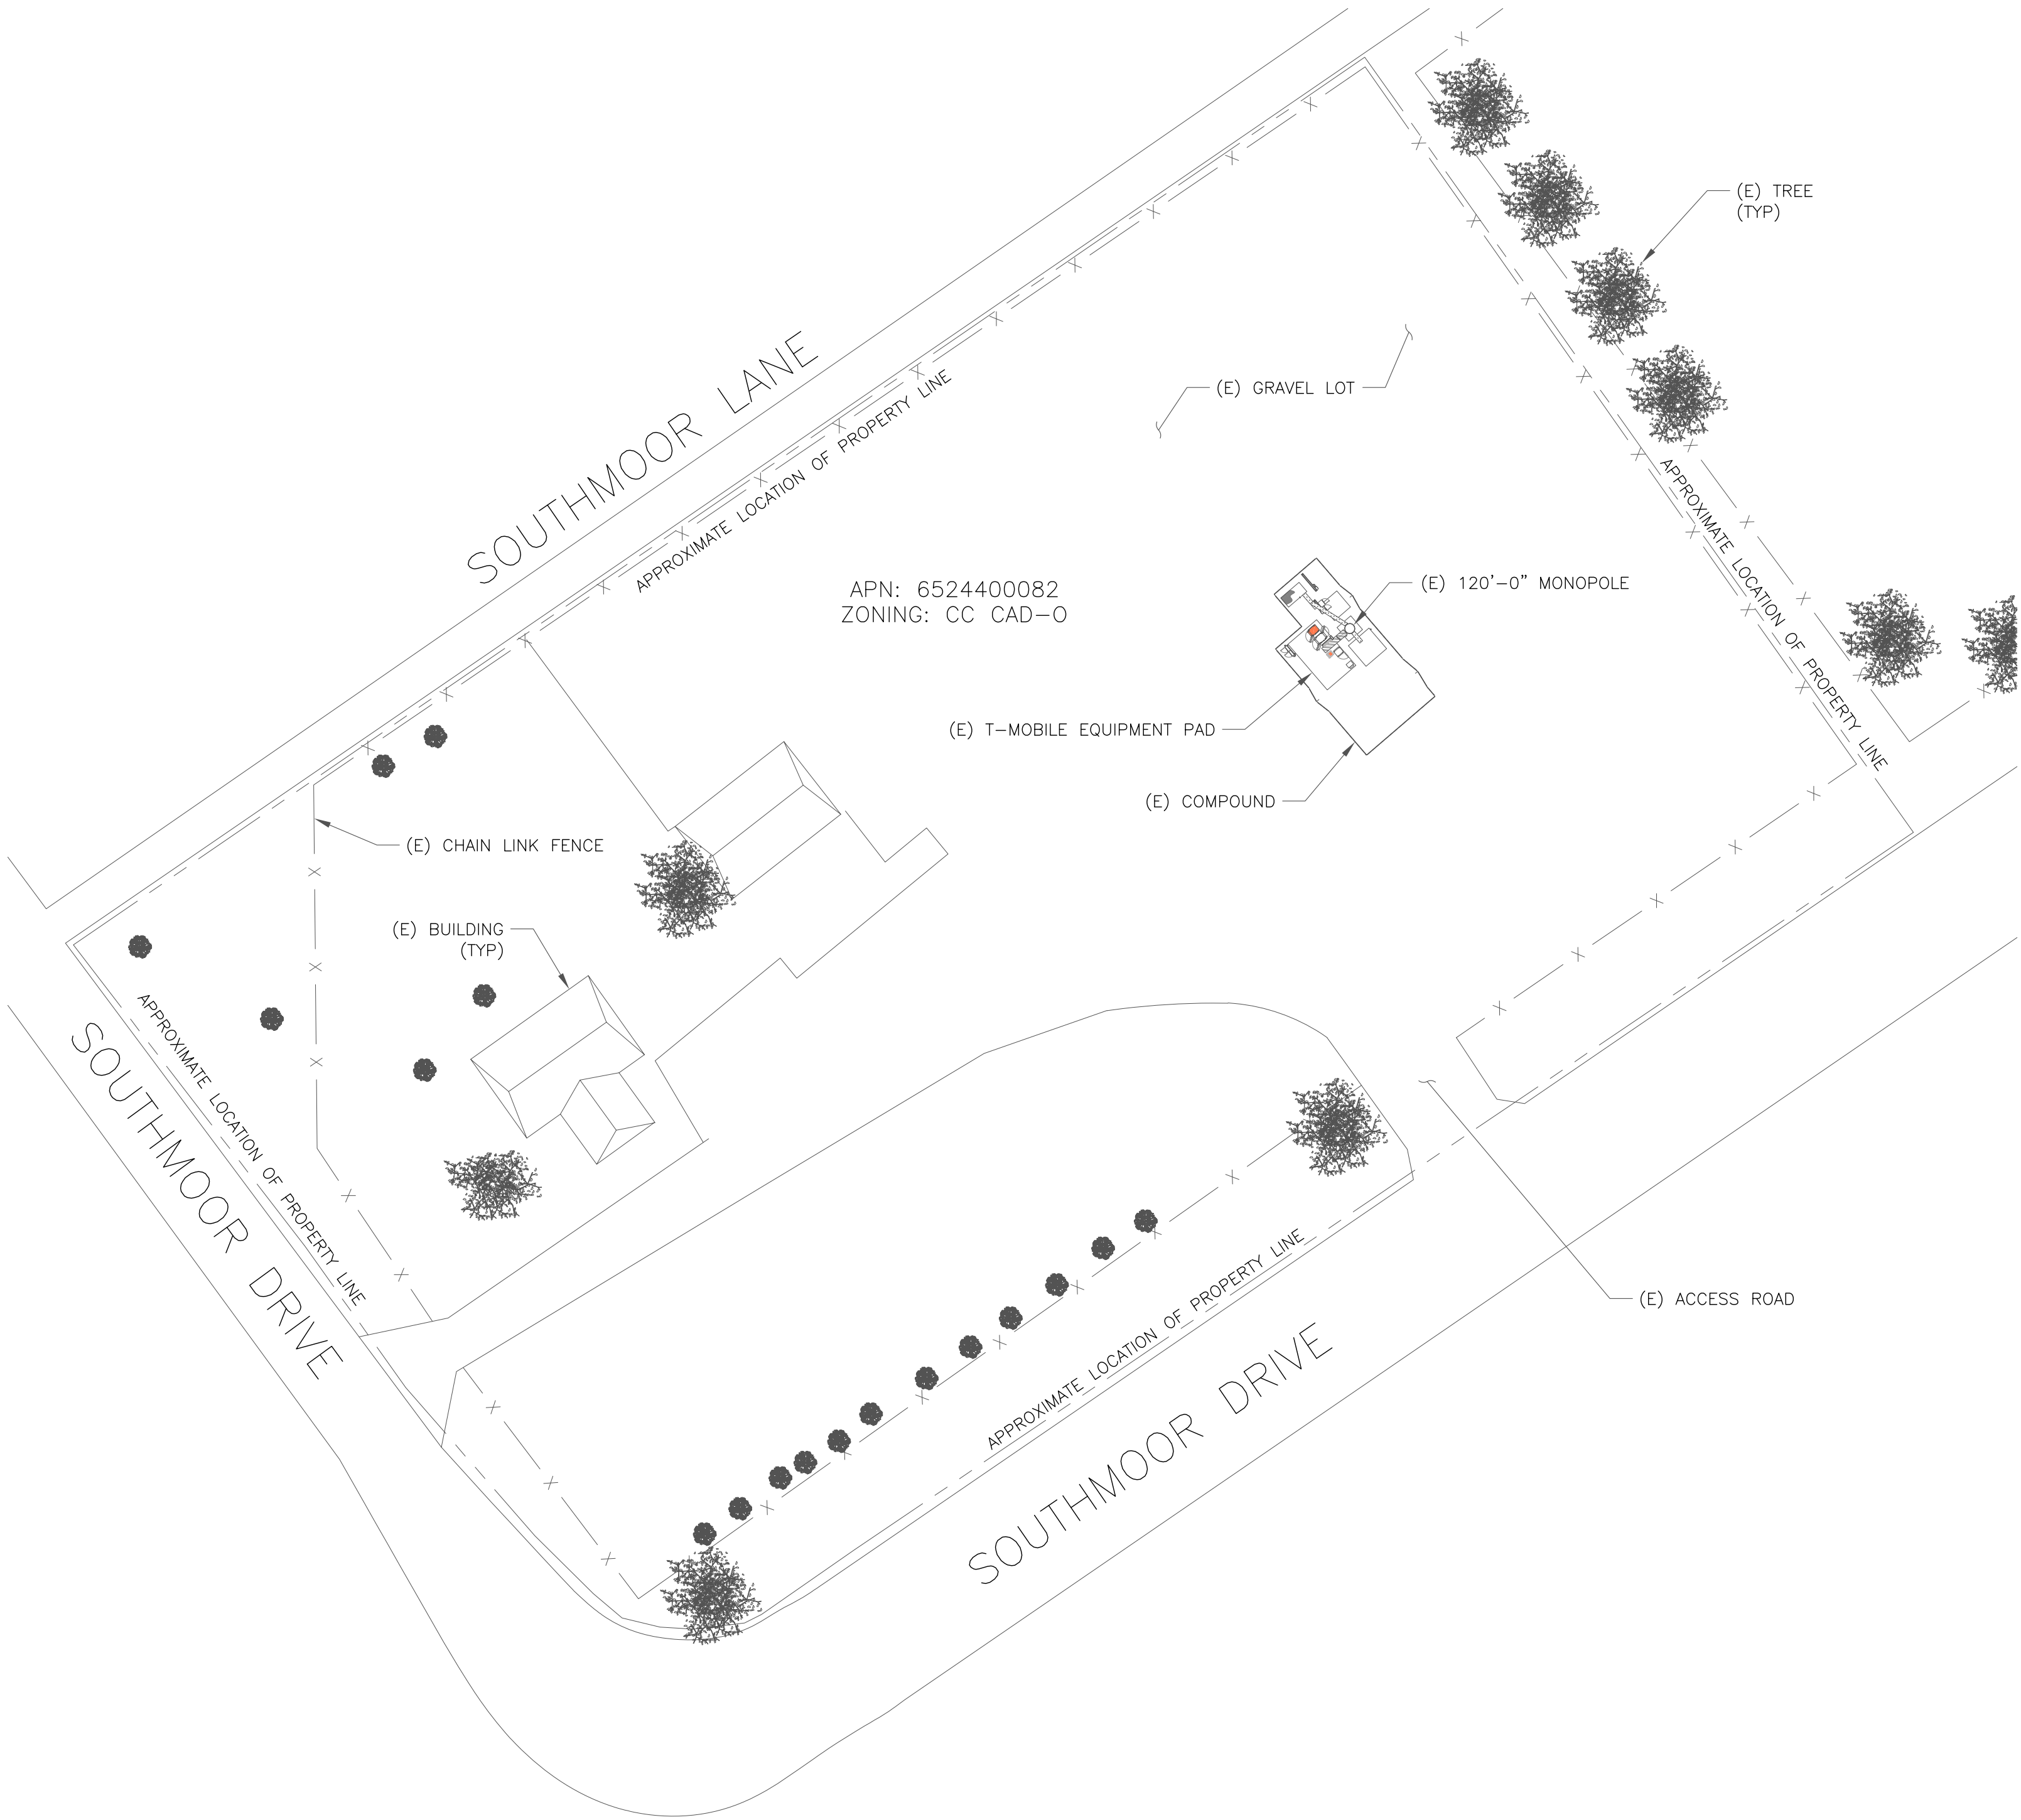 (E) TREE
(TYP)
SOUTHMOOR LANE
(E) GRAVEL LOT
APPROXIMATE LOCATION OF PROPERTY LINE
APPROXIMATE LOCATION OF PROPERTY LINE
APN: 6524400082
ZONING: CC CAD-O
(E) 120'-0" MONOPOLE
(E) T-MOBILE EQUIPMENT PAD
(E) COMPOUND
(E) CHAIN LINK FENCE
(E) BUILDING
(TYP)
APPROXIMATE LOCATION OF PROPERTY LINE
SOUTHMOOR DRIVE
APPROXIMATE LOCATION OF PROPERTY LINE
(E) ACCESS ROAD
SOUTHMOOR DRIVE